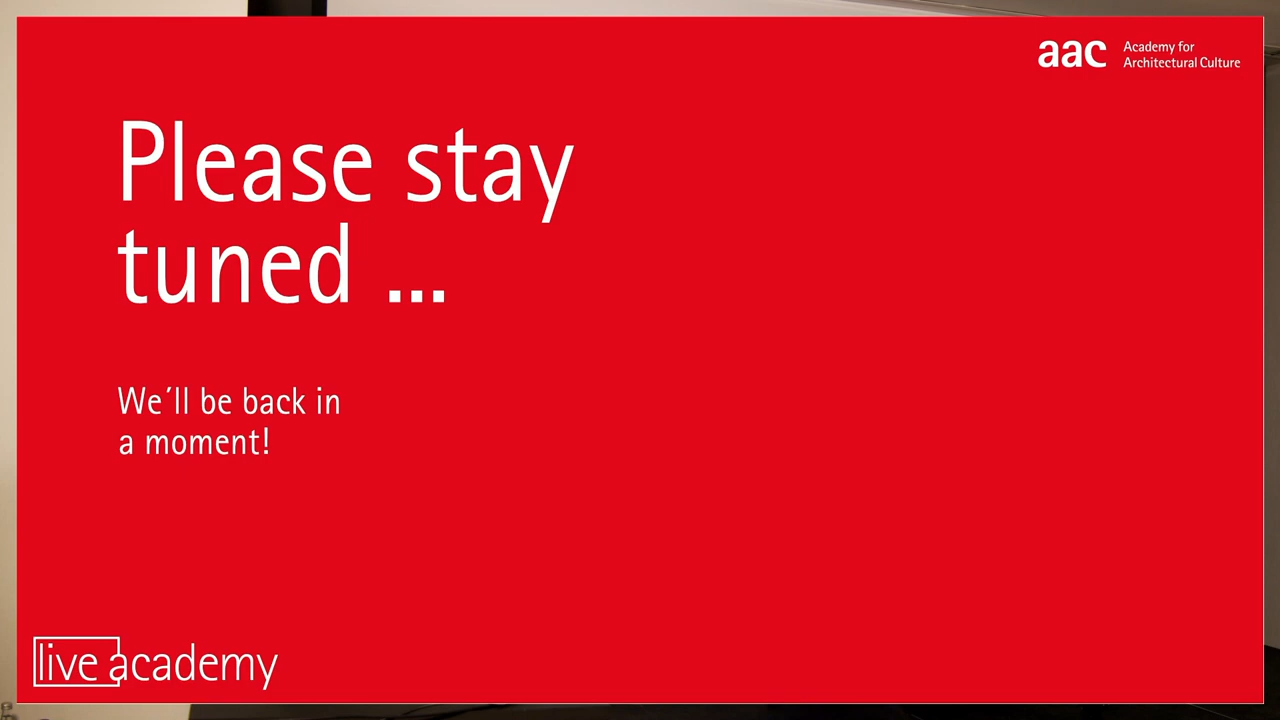 aac Academy for
Architectural Culture
Please stay
tuned ...
We´ll be back in
a moment!
live academy